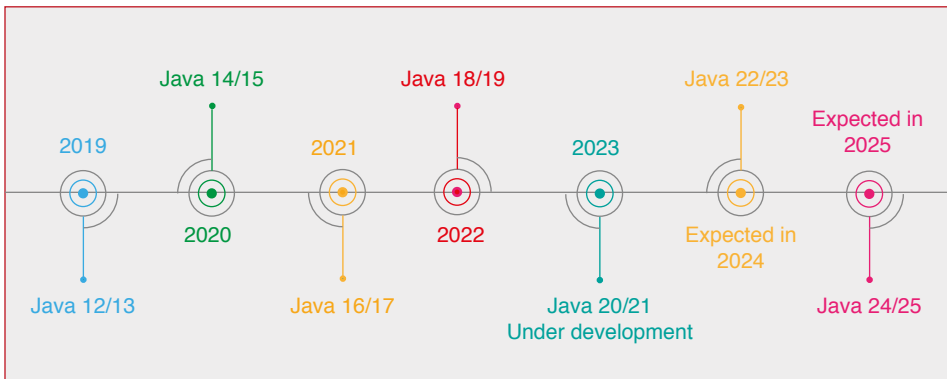 Java 14/15
Java 18/19
Java 22/23
Expected in
2025
2019
2021
2023
2020
2022
Expected in
2024
Java 12/13
Java 16/17
Java 20/21
Under development
Java 24/25